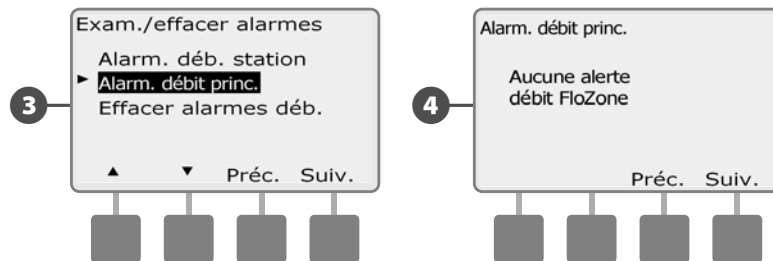 3
Exam./effacer alarmes
Alarm. déb. station
► Alarm. débit princ.
Effacer alarmes déb.
▲ ▼ Préc. Suiv.
4
Alarm. débit princ.
Aucune alerte
débit FloZone
Préc. Suiv.